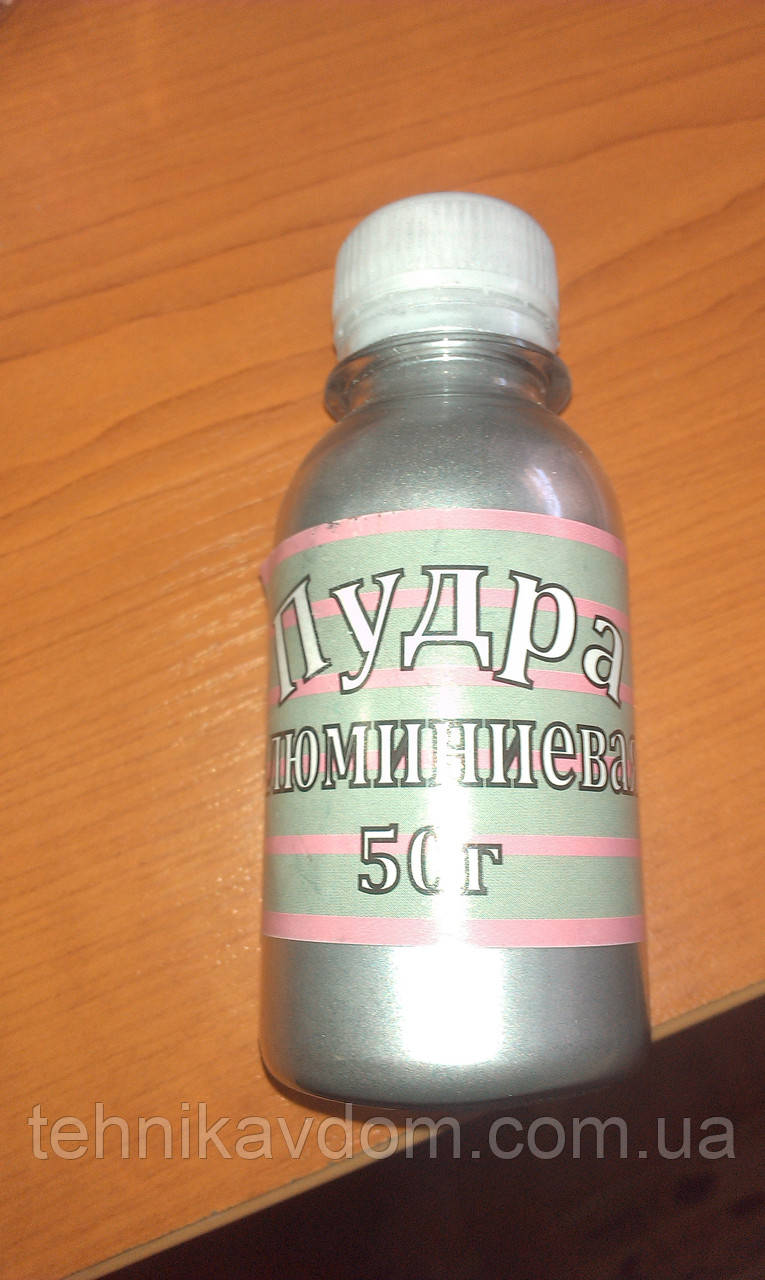 Пудра
люминиевая
50г
tehnikavdom.com.ua